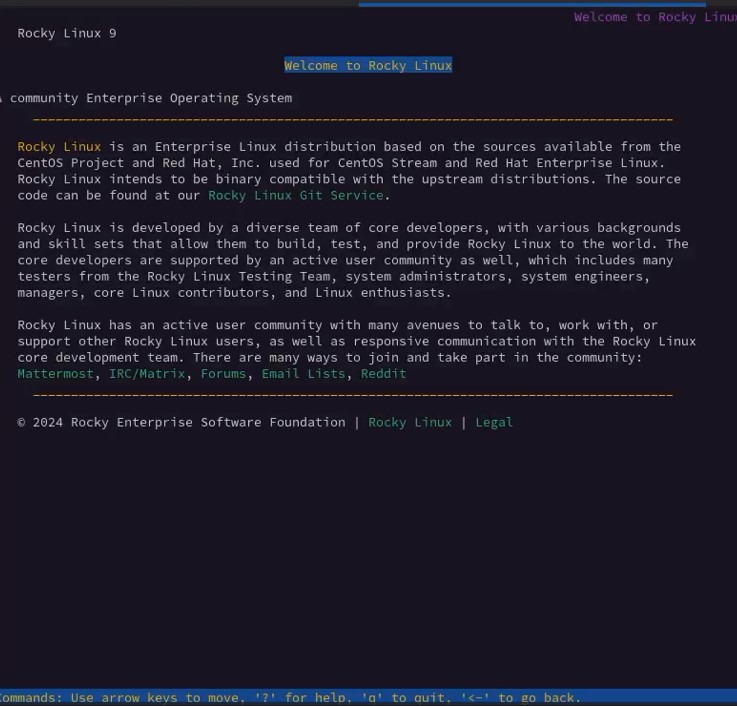 Welcome to Rocky Linux
Rocky Linux 9
Welcome to Rocky Linux
A community Enterprise Operating System
Rocky Linux is an Enterprise Linux distribution based on the sources available from the
CentOS Project and Red Hat, Inc. used for CentOS Stream and Red Hat Enterprise Linux.
Rocky Linux intends to be binary compatible with the upstream distributions. The source
code can be found at our Rocky Linux Git Service.
Rocky Linux is developed by a diverse team of core developers, with various backgrounds
and skill sets that allow them to build, test, and provide Rocky Linux to the world. The
core developers are supported by an active user community as well, which includes many
testers from the Rocky Linux Testing Team, system administrators, system engineers,
managers, core Linux contributors, and Linux enthusiasts.
Rocky Linux has an active user community with many avenues to talk to, work with, or
support other Rocky Linux users, as well as responsive communication with the Rocky Linux
core development team. There are many ways to join and take part in the community:
Mattermost, IRC/Matrix, Forums, Email Lists, Reddit
© 2024 Rocky Enterprise Software Foundation | Rocky Linux | Legal
Commands: Use arrow keys to move, '?' for help, 'q' to quit, '<-' to go back.